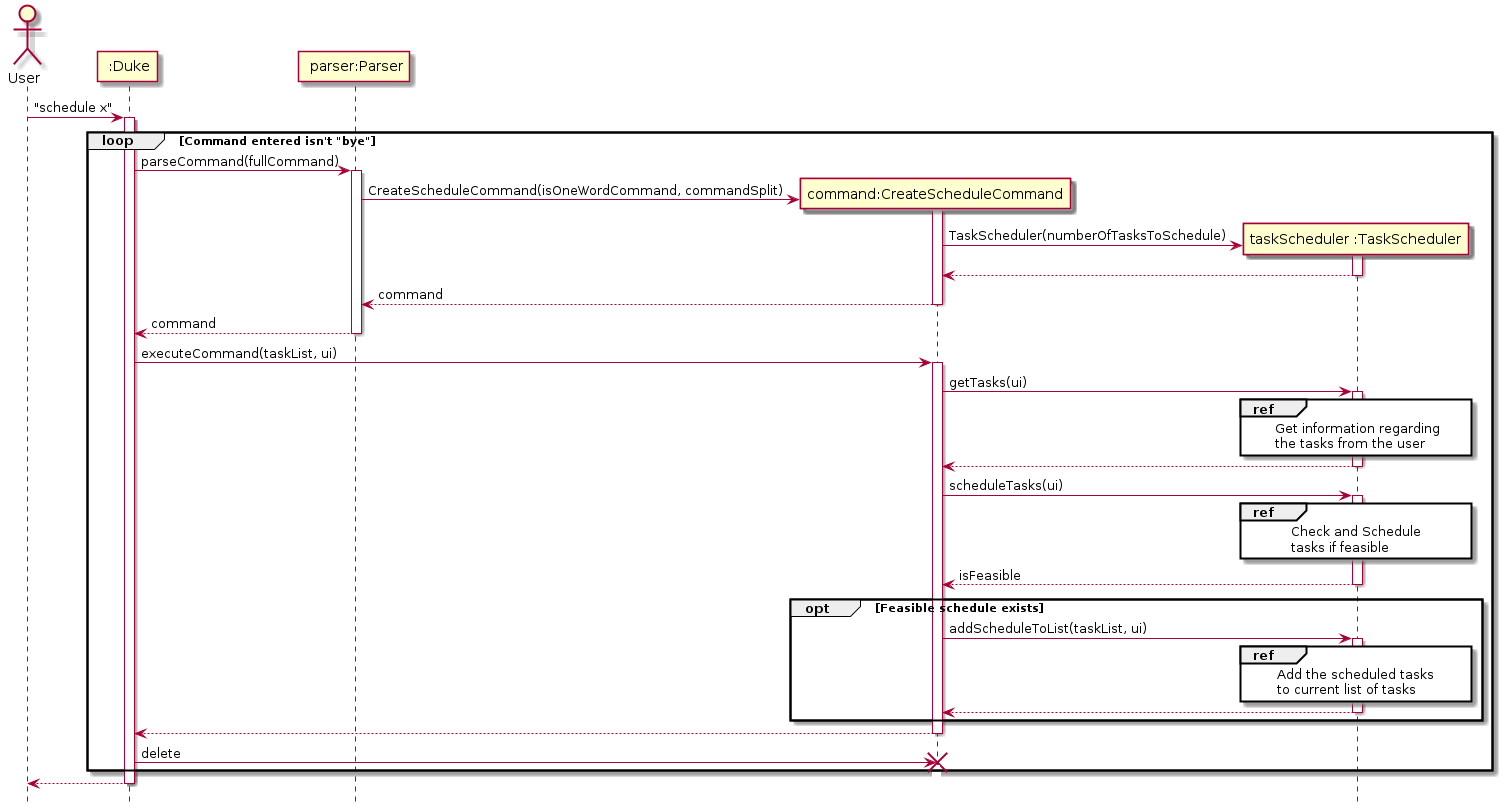 User
:Duke
parser:Parser
"schedule x"
loop
[Command entered isn't "bye"]
parseCommand(fullCommand)
CreateScheduleCommand(isOneWordCommand, commandSplit)
command:CreateScheduleCommand
TaskScheduler(numberOfTasksToSchedule)
taskScheduler :TaskScheduler
command
command
executeCommand(taskList, ui)
getTasks(ui)
ref
Get information regarding
the tasks from the user
scheduleTasks(ui)
ref
Check and Schedule
tasks if feasible
isFeasible
opt
[Feasible schedule exists]
addScheduleToList(taskList, ui)
ref
Add the scheduled tasks
to current list of tasks
delete